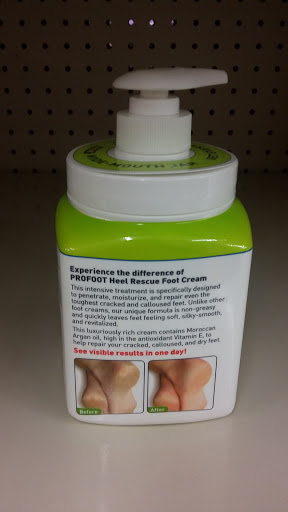 WIDE MOUTH JAR
Experience the difference of
PROFOOT Heel Rescue Foot Cream
This intensive treatment is specifically designed
to penetrate, moisturize, and repair even the
toughest cracked and calloused feet. Unlike other
foot creams, our unique formula is non-greasy
and quickly leaves feet feeling soft, silky-smooth,
and revitalized.
This luxuriously rich cream contains Moroccan
Argan oil, high in the antioxidant Vitamin E, to
help repair your cracked, calloused, and dry feet.
See visible results in one day!
Before
After